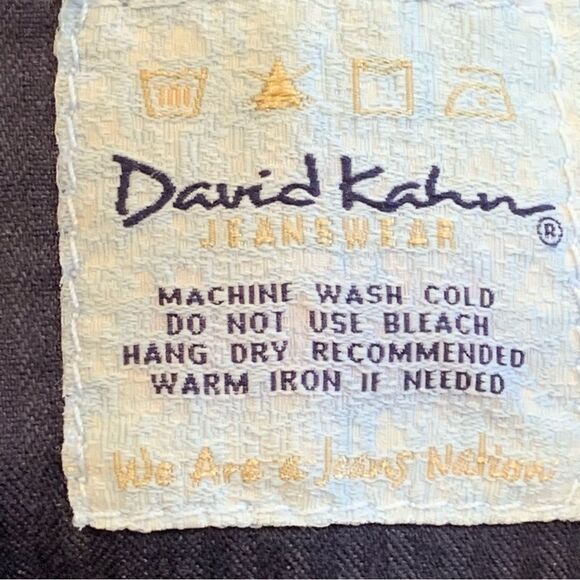 David Kahn®
JEANSWEAR
MACHINE WASH COLD
DO NOT USE BLEACH
HANG DRY RECOMMENDED
WARM IRON IF NEEDED
We Are a Jeans Nation